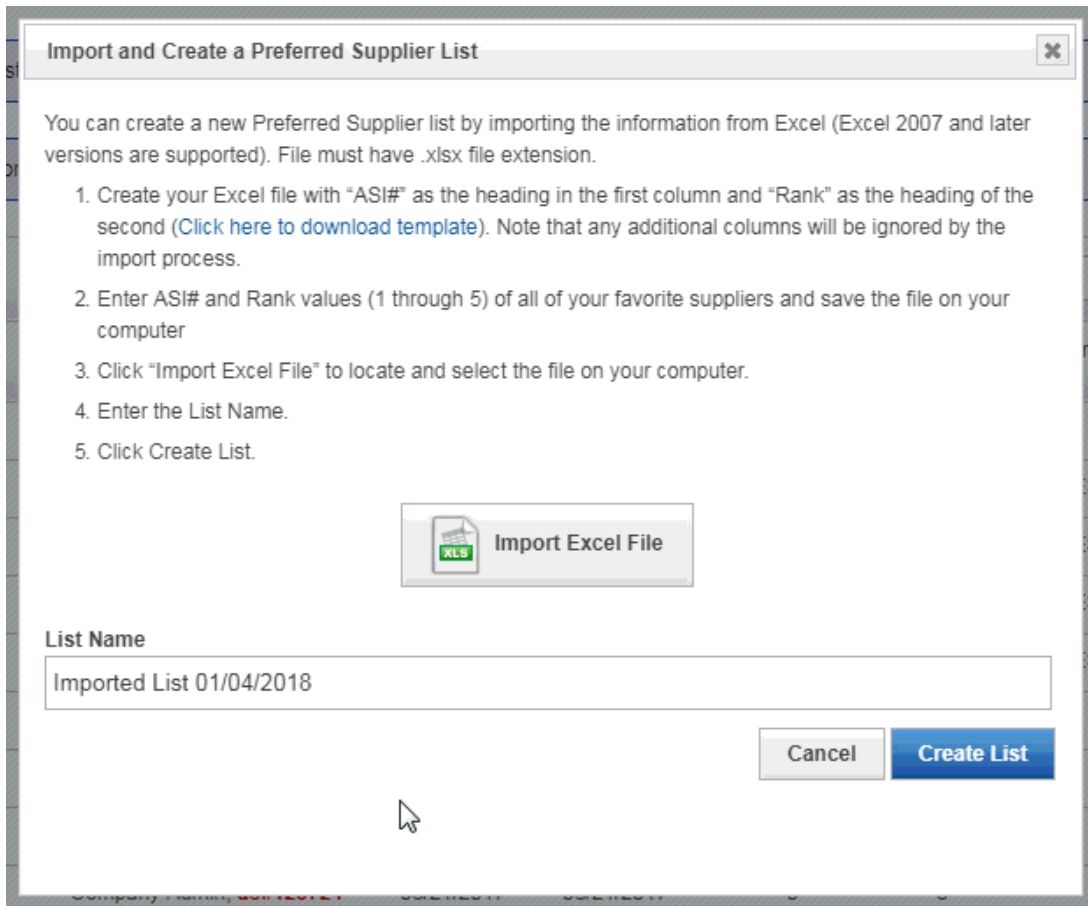 Import and Create a Preferred Supplier List
You can create a new Preferred Supplier list by importing the information from Excel (Excel 2007 and later
versions are supported). File must have .xlsx file extension.
1. Create your Excel file with “ASI#” as the heading in the first column and “Rank” as the heading of the
second (Click here to download template). Note that any additional columns will be ignored by the
import process.
2. Enter ASI# and Rank values (1 through 5) of all of your favorite suppliers and save the file on your
computer
3. Click “Import Excel File” to locate and select the file on your computer.
4. Enter the List Name.
5. Click Create List.
XLS
Import Excel File
List Name
Imported List 01/04/2018
Cancel
Create List